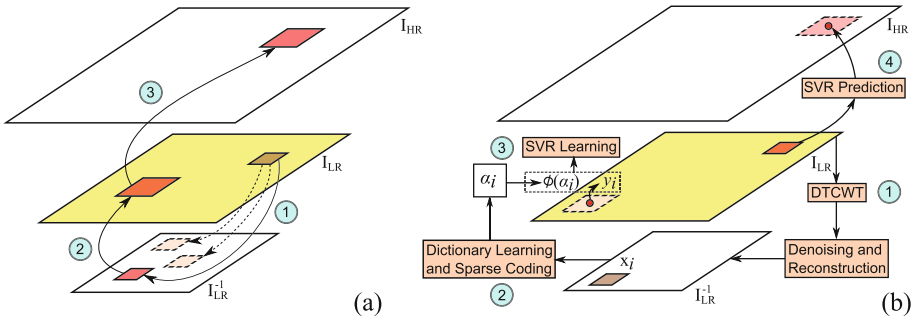 I_HR
3
I_LR
1
2
I_LR^-1
(a)
I_HR
4
SVR Prediction
3
SVR Learning
α_i
ϕ(α_i)
y_i
I_LR
DTCWT
1
Dictionary Learning
and Sparse Coding
2
x_i
I_LR^-1
Denoising and
Reconstruction
(b)